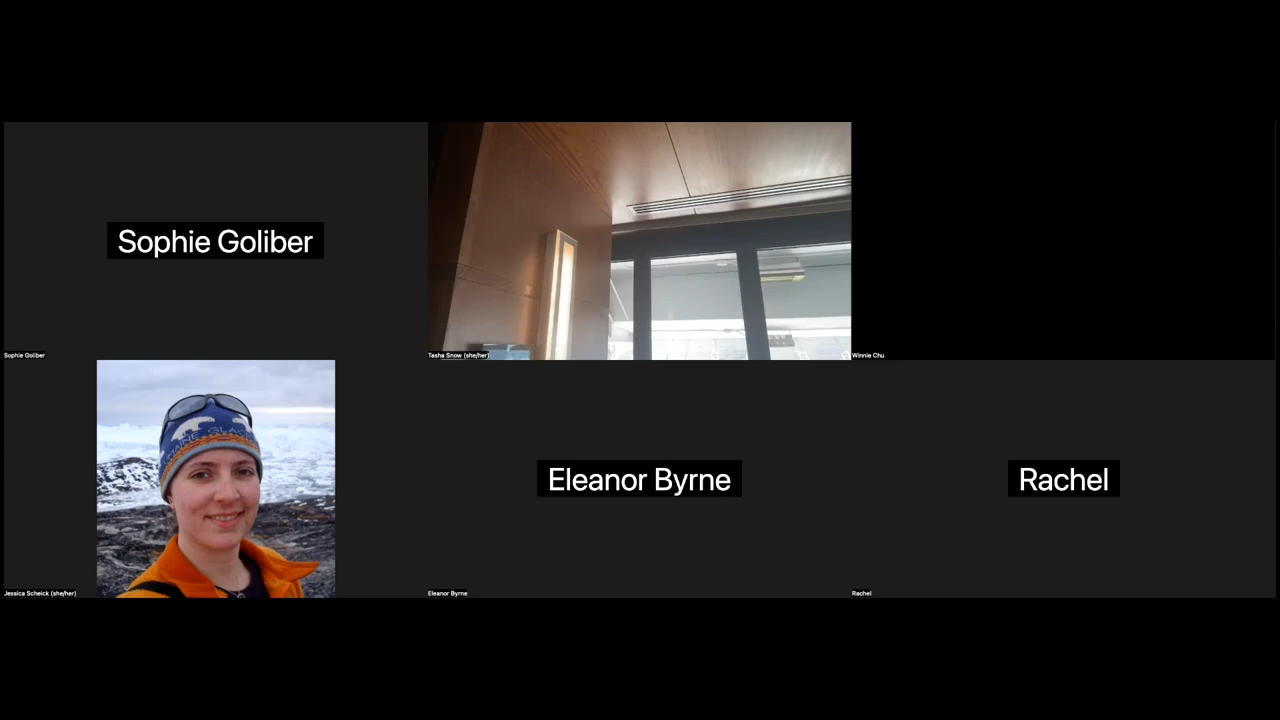 Sophie Goliber
Sophie Goliber
Tasha Snow (she/her)
Winnie Chu
Jessica Scheick (she/her)
Eleanor Byrne
Eleanor Byrne
Rachel
Rachel